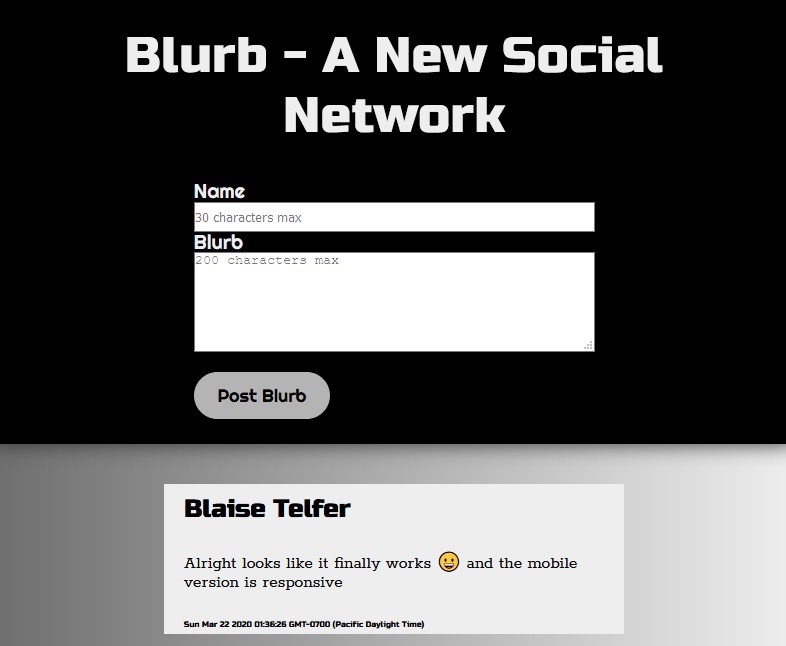 Blurb - A New Social
Network
Name
30 characters max
Blurb
200 characters max
Post Blurb
Blaise Telfer
Alright looks like it finally works 😀 and the mobile
version is responsive
Sun Mar 22 2020 01:36:26 GMT-0700 (Pacific Daylight Time)